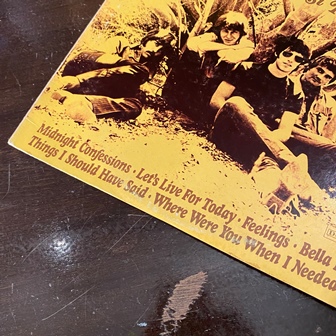 Midnight Confessions • Let's Live For Today • Feelings • Bella
Things I Should Have Said • Where Were You When I Needed